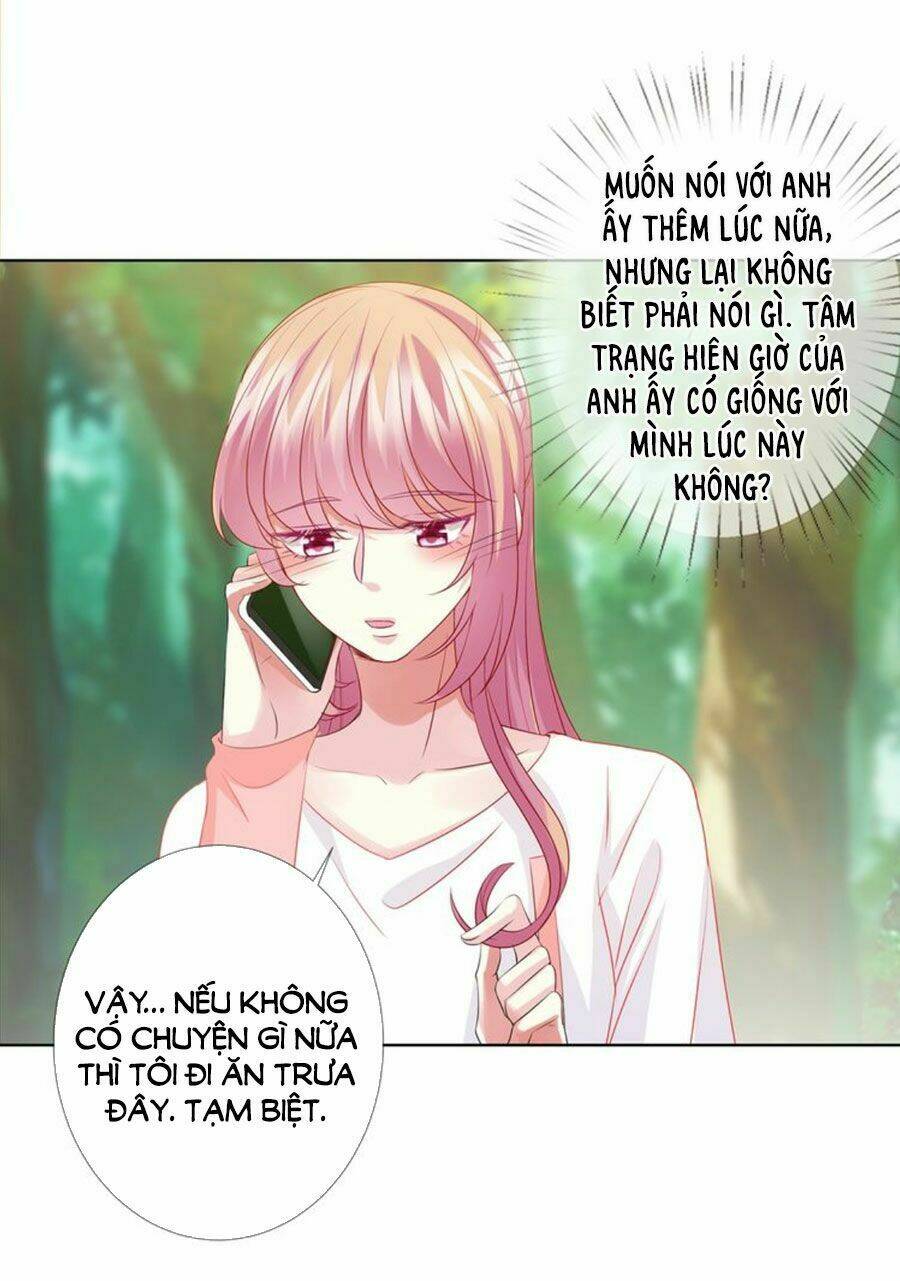 MUỐN NÓI VỚI ANH
ẤY THÊM LÚC NỮA,
NHƯNG LẠI KHÔNG
BIẾT PHẢI NÓI GÌ. TÂM
TRẠNG HIỆN GIỜ CỦA
ANH ẤY CÓ GIỐNG VỚI
MÌNH LÚC NÀY
KHÔNG?
VẬY... NẾU KHÔNG
CÓ CHUYỆN GÌ NỮA
THÌ TÔI ĐI ĂN TRƯA
ĐÂY. TẠM BIỆT.